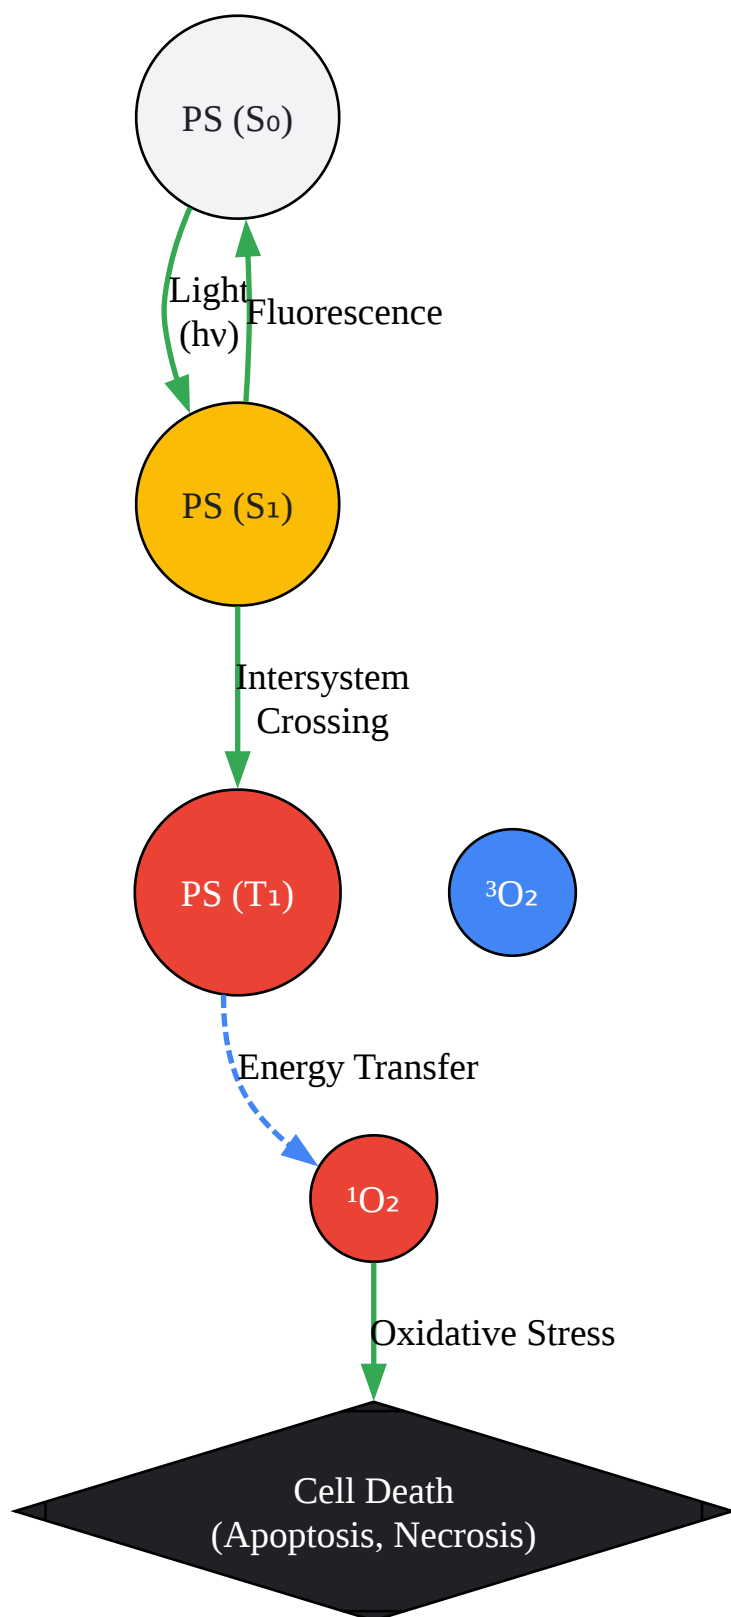 PS (S₀)
Light
(hν)
Fluorescence
PS (S₁)
Intersystem
Crossing
PS (T₁)
³O₂
Energy Transfer
¹O₂
Oxidative Stress
Cell Death
(Apoptosis, Necrosis)